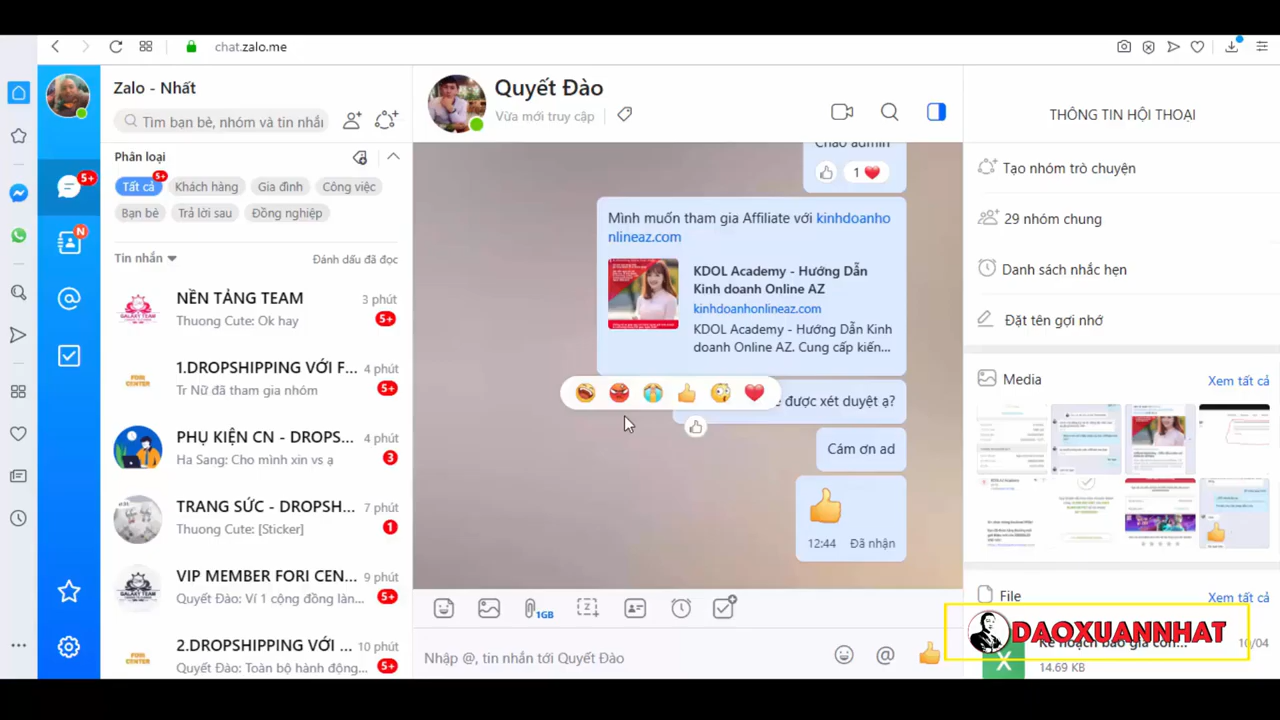 chat.zalo.me
Zalo - Nhất
Tìm bạn bè, nhóm và tin nhắi
Phân loại
Tất cả
5+
Khách hàng
Gia đình
Công việc
Bạn bè
Trả lời sau
Đồng nghiệp
Tin nhắn
Đánh dấu đã đọc
5+
N
NỀN TẢNG TEAM
3 phút
Thuong Cute: Ok hay
5+
1.DROPSHIPPING VỚI F...
4 phút
Tr Nữ đã tham gia nhóm
5+
PHỤ KIỆN CN - DROPS...
4 phút
Ha Sang: Cho mình xin vs ạ
3
TRANG SỨC - DROPSH...
7 phút
Thuong Cute: [Sticker]
1
VIP MEMBER FORI CEN...
9 phút
Quyết Đào: Ví 1 cộng đồng làn...
5+
2.DROPSHIPPING VỚI ...
10 phút
Quyết Đào: Toàn bộ hành động...
5+
Quyết Đào
Vừa mới truy cập
Chào admin
1
Mình muốn tham gia Affiliate với kinhdoanho
nlineaz.com
KDOL Academy - Hướng Dẫn
Kinh doanh Online AZ
kinhdoanhonlineaz.com
KDOL Academy - Hướng Dẫn Kinh
doanh Online AZ. Cung cấp kiến...
được xét duyệt ạ?
Cám ơn ad
12:44 Đã nhận
1GB
Nhập @, tin nhắn tới Quyết Đào
THÔNG TIN HỘI THOẠI
Tạo nhóm trò chuyện
29 nhóm chung
Danh sách nhắc hẹn
Đặt tên gợi nhớ
Media
Xem tất cả
File
Xem tất cả
DAOXUANNHAT
10/04
X
14.69 KB